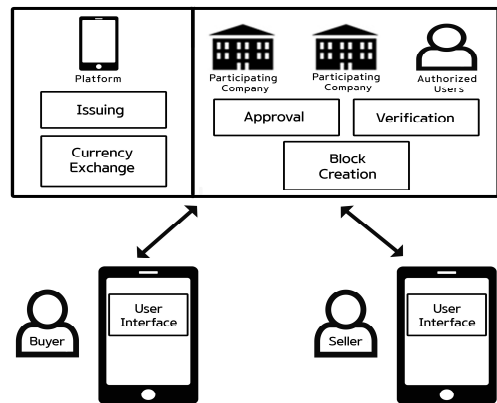 Platform
Issuing
Currency
Exchange
Participating
Company
Participating
Company
Authorized
Users
Approval
Verification
Block
Creation
Buyer
User
Interface
Seller
User
Interface